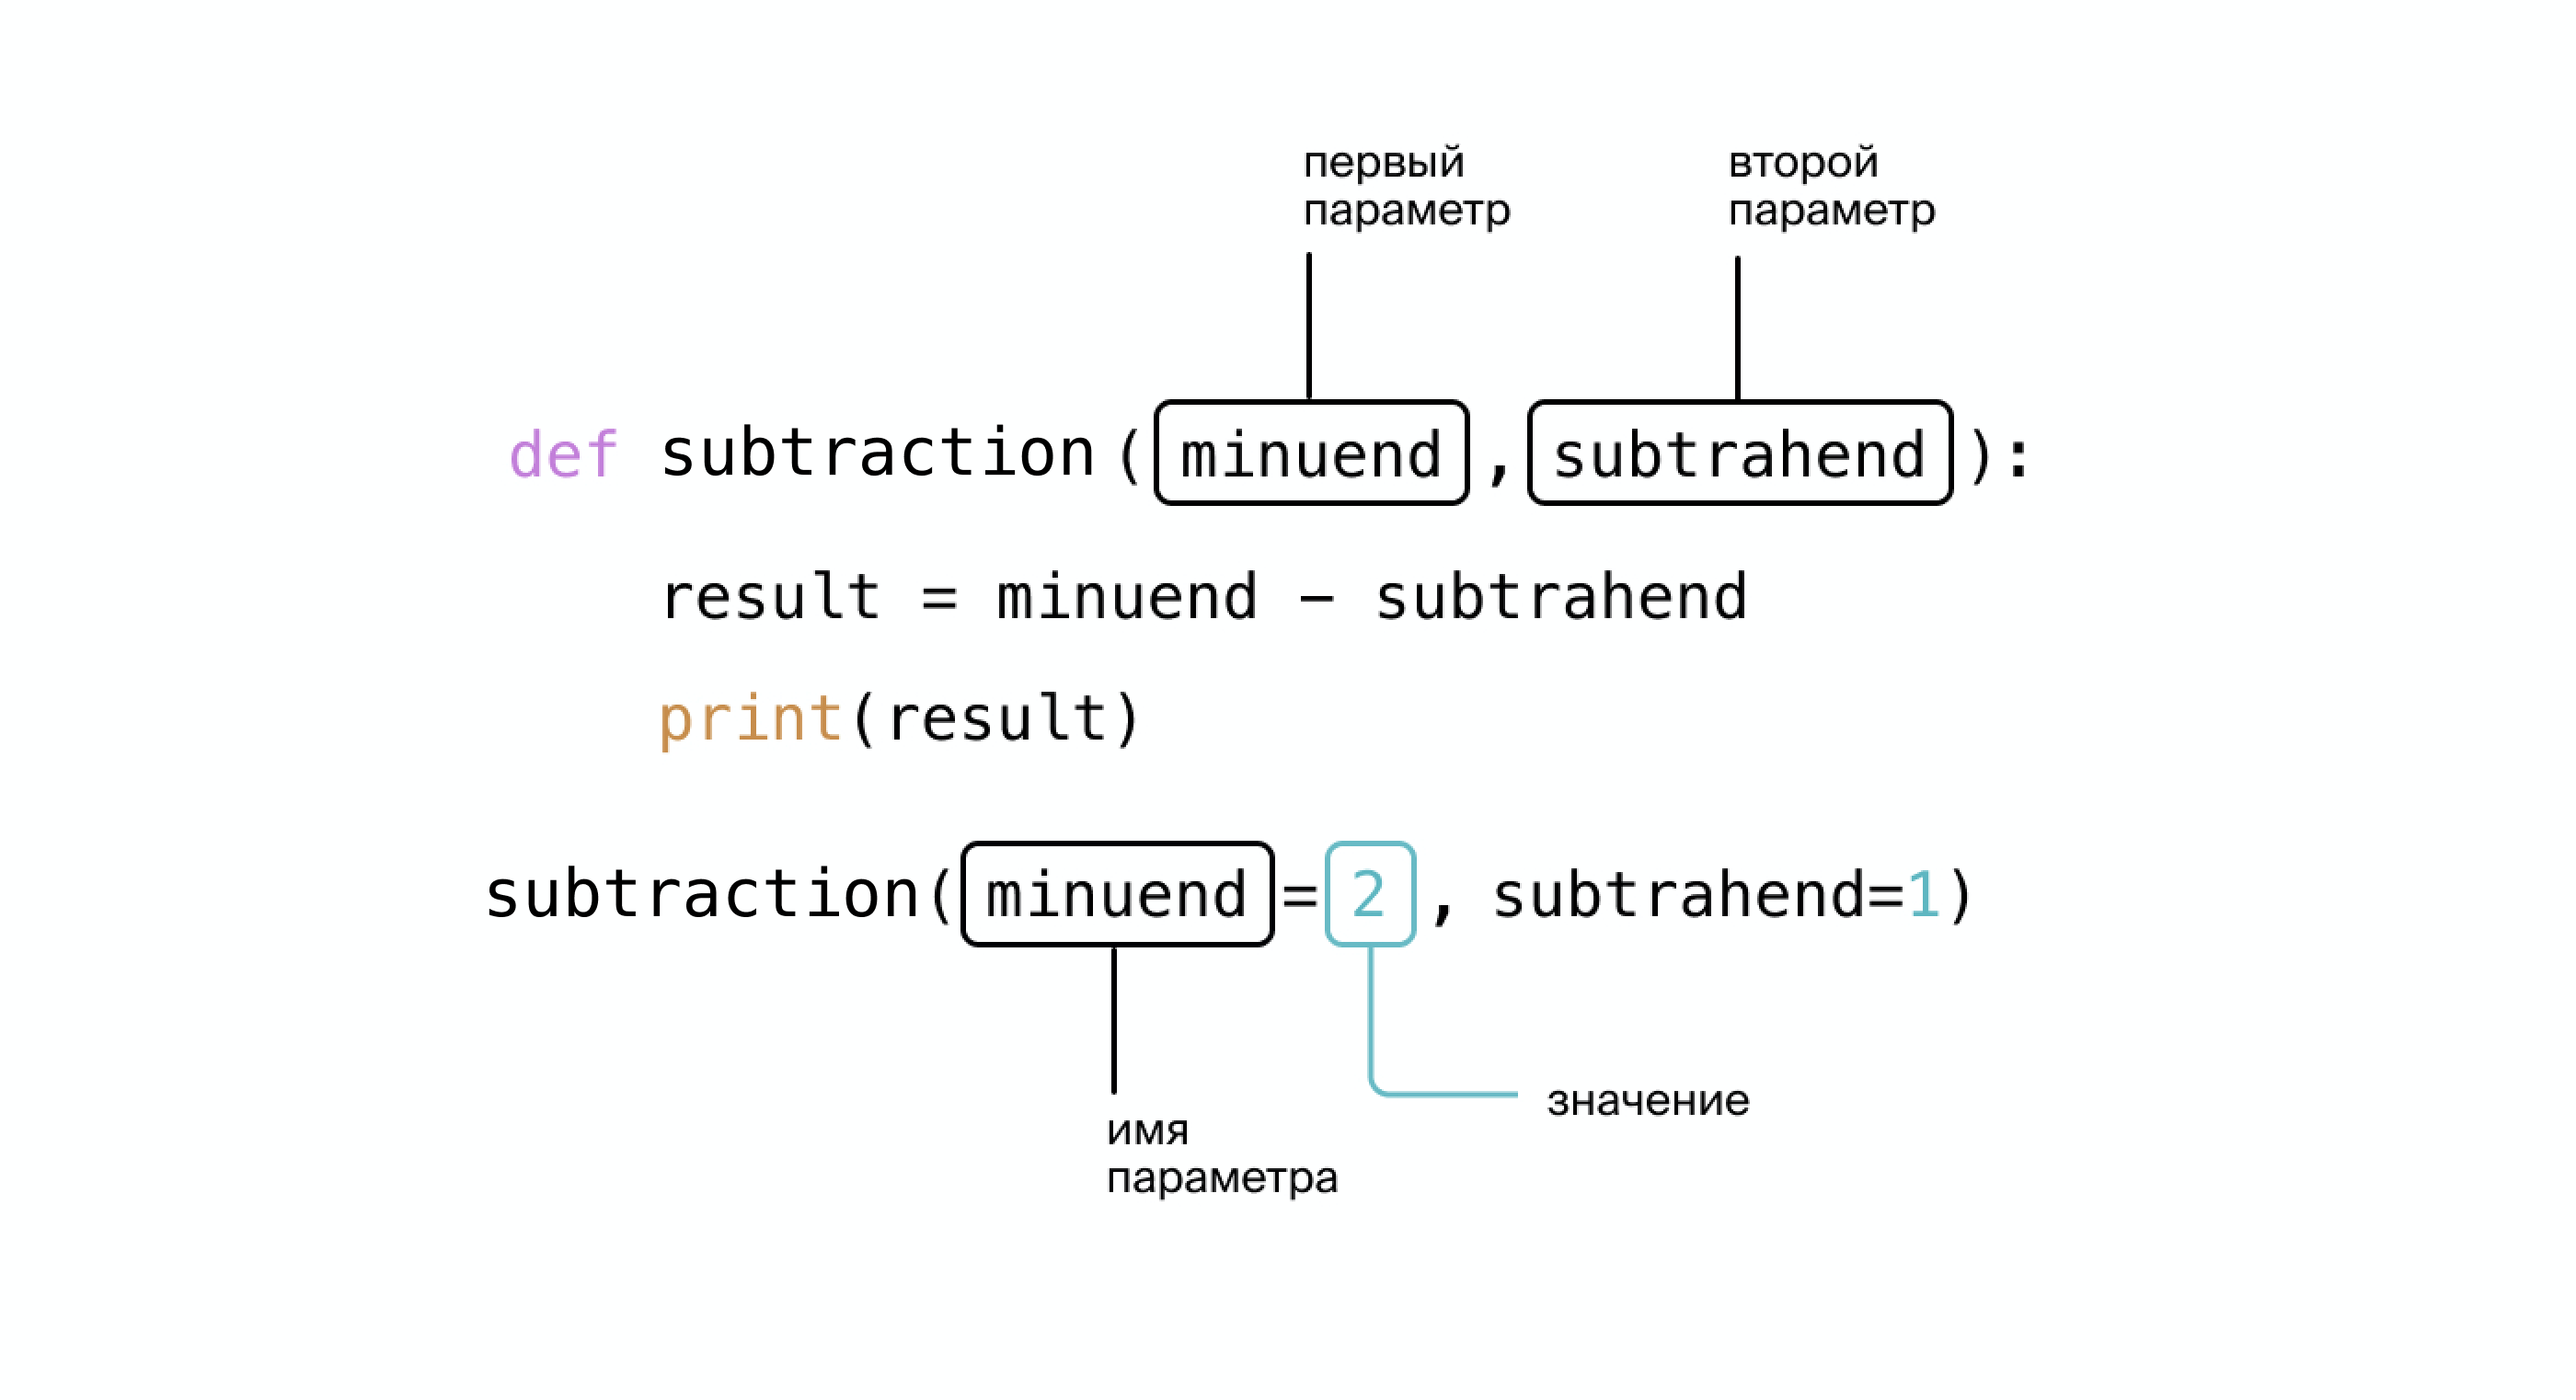 первый
параметр
второй
параметр
def subtraction(minuend, subtrahend):
result = minuend - subtrahend
print(result)
subtraction(minuend=2, subtrahend=1)
имя
параметра
значение